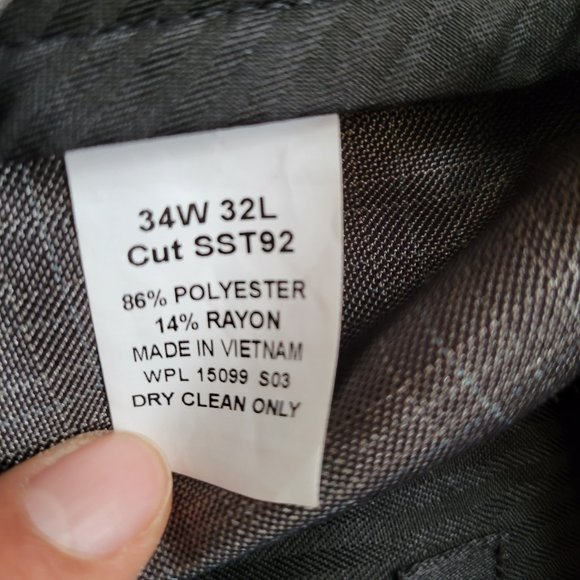 34W 32L
Cut SST92
86% POLYESTER
14% RAYON
MADE IN VIETNAM
WPL 15099 S03
DRY CLEAN ONLY